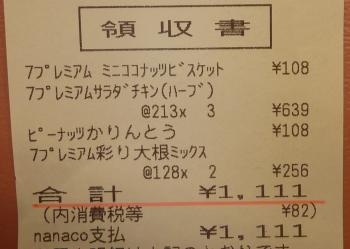 領収書
7プレミアム ミニココナッツビスケット ¥108
7プレミアムサラダチキン(ハーブ)
@213x 3 ¥639
ピーナッツかりんとう ¥108
7プレミアム彩り大根ミックス
@128x 2 ¥256
合計 ¥1,111
(内消費税等 ¥82)
nanaco支払 ¥1,111